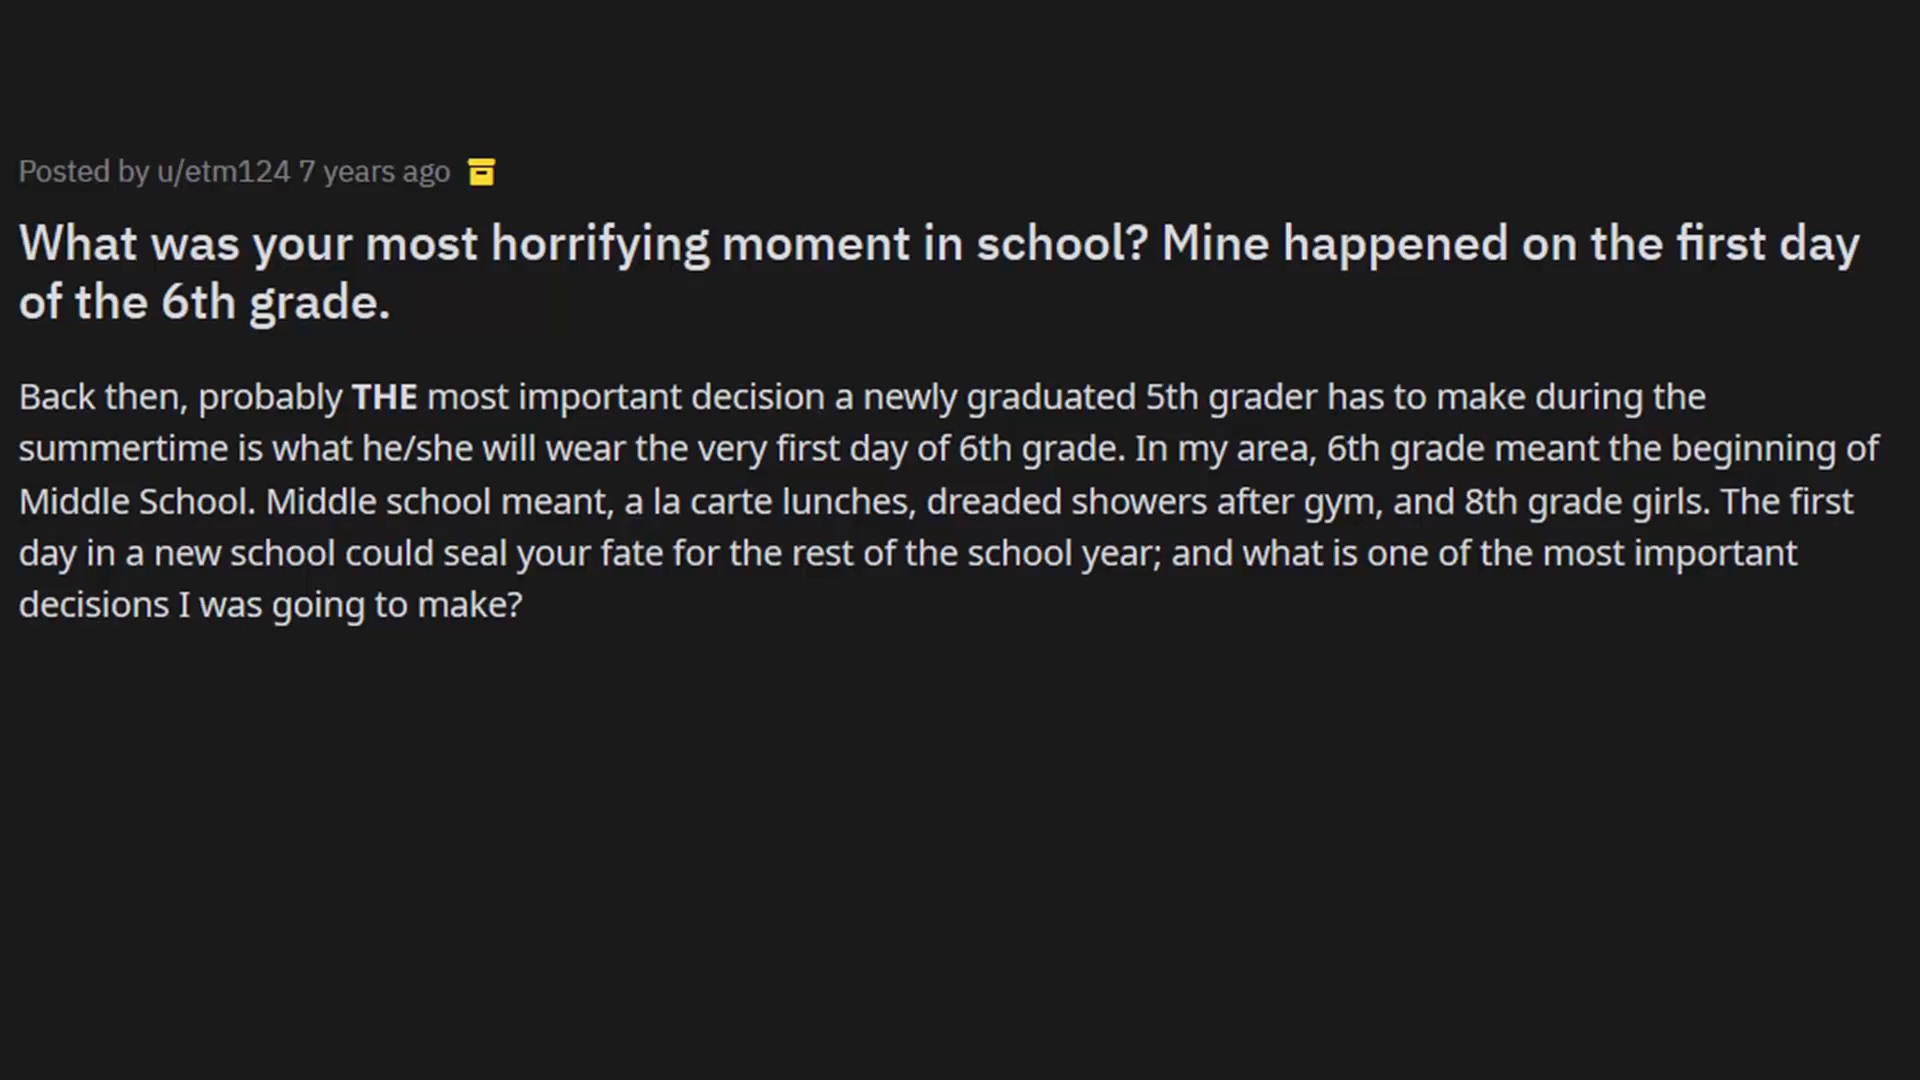 Posted by u/etm124 7 years ago
What was your most horrifying moment in school? Mine happened on the first day
of the 6th grade.
Back then, probably THE most important decision a newly graduated 5th grader has to make during the
summertime is what he/she will wear the very first day of 6th grade. In my area, 6th grade meant the beginning of
Middle School. Middle school meant, a la carte lunches, dreaded showers after gym, and 8th grade girls. The first
day in a new school could seal your fate for the rest of the school year; and what is one of the most important
decisions I was going to make?